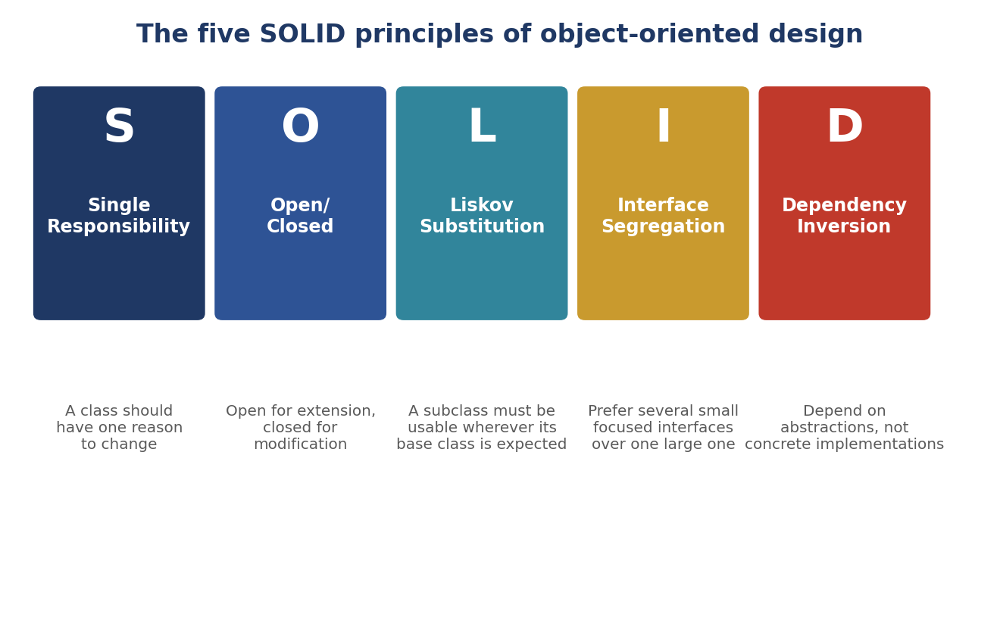 The five SOLID principles of object-oriented design
S
Single
Responsibility
O
Open/
Closed
L
Liskov
Substitution
I
Interface
Segregation
D
Dependency
Inversion
A class should
have one reason
to change
Open for extension,
closed for
modification
A subclass must be
usable wherever its
base class is expected
Prefer several small
focused interfaces
over one large one
Depend on
abstractions, not
concrete implementations